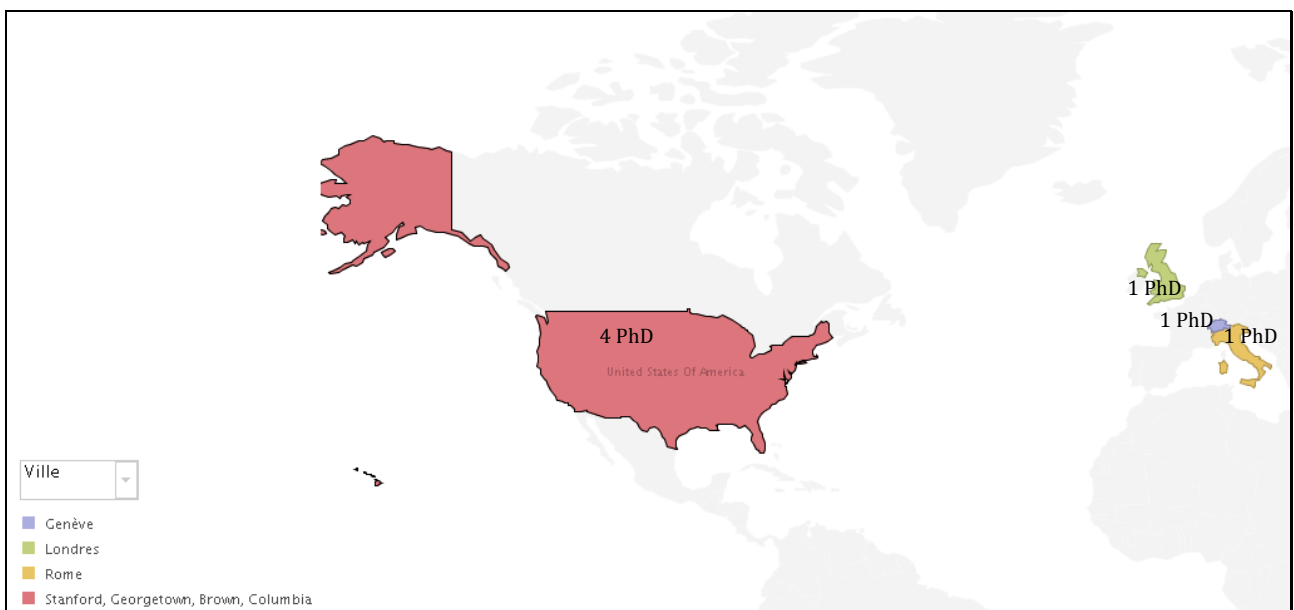 1 PhD
1 PhD
1 PhD
4 PhD
United States Of America
Ville
Genève
Londres
Rome
Stanford, Georgetown, Brown, Columbia